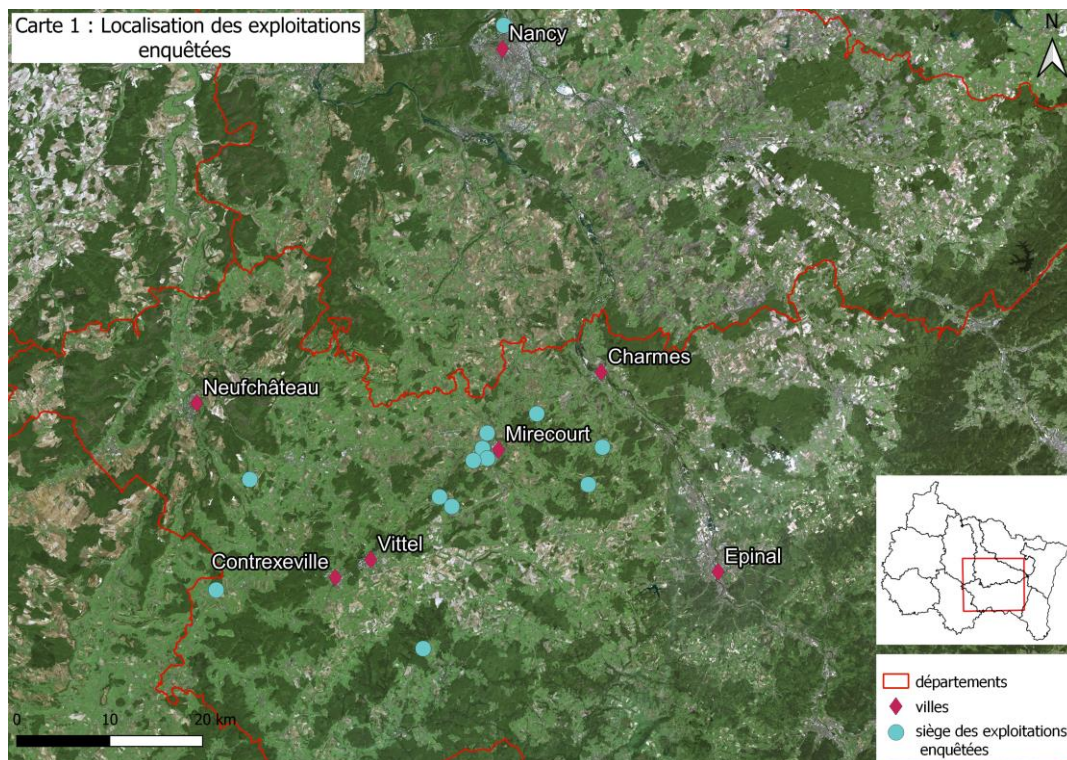 Carte 1 : Localisation des exploitations
enquêtées
N
Nancy
Charmes
Neufchâteau
Mirecourt
Vittel
Contrexeville
Epinal
départements
villes
siège des exploitations
enquêtées
0 10 20 km